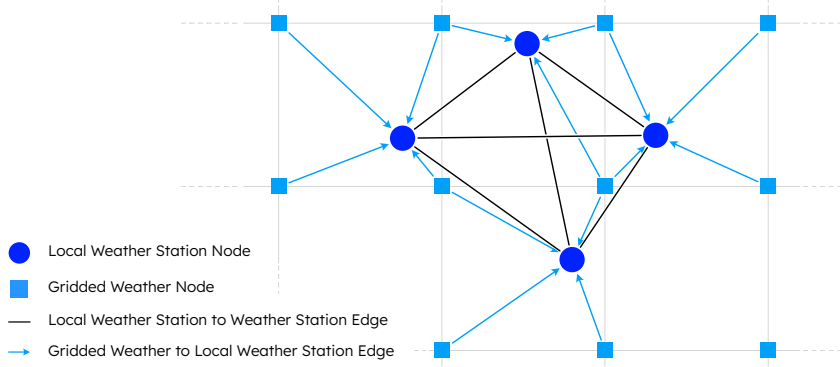 Local Weather Station Node
Gridded Weather Node
Local Weather Station to Weather Station Edge
Gridded Weather to Local Weather Station Edge